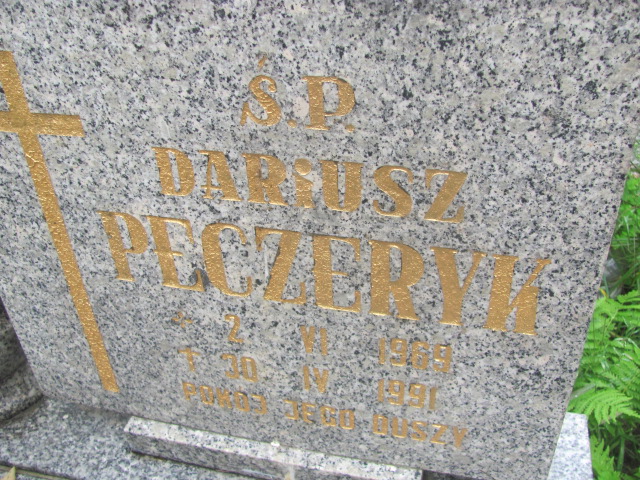 Ś.P.
DARIUSZ
PECZERYK
* 2 VI 1969
† 30 IV 1991
POKÓJ JEGO DUSZY